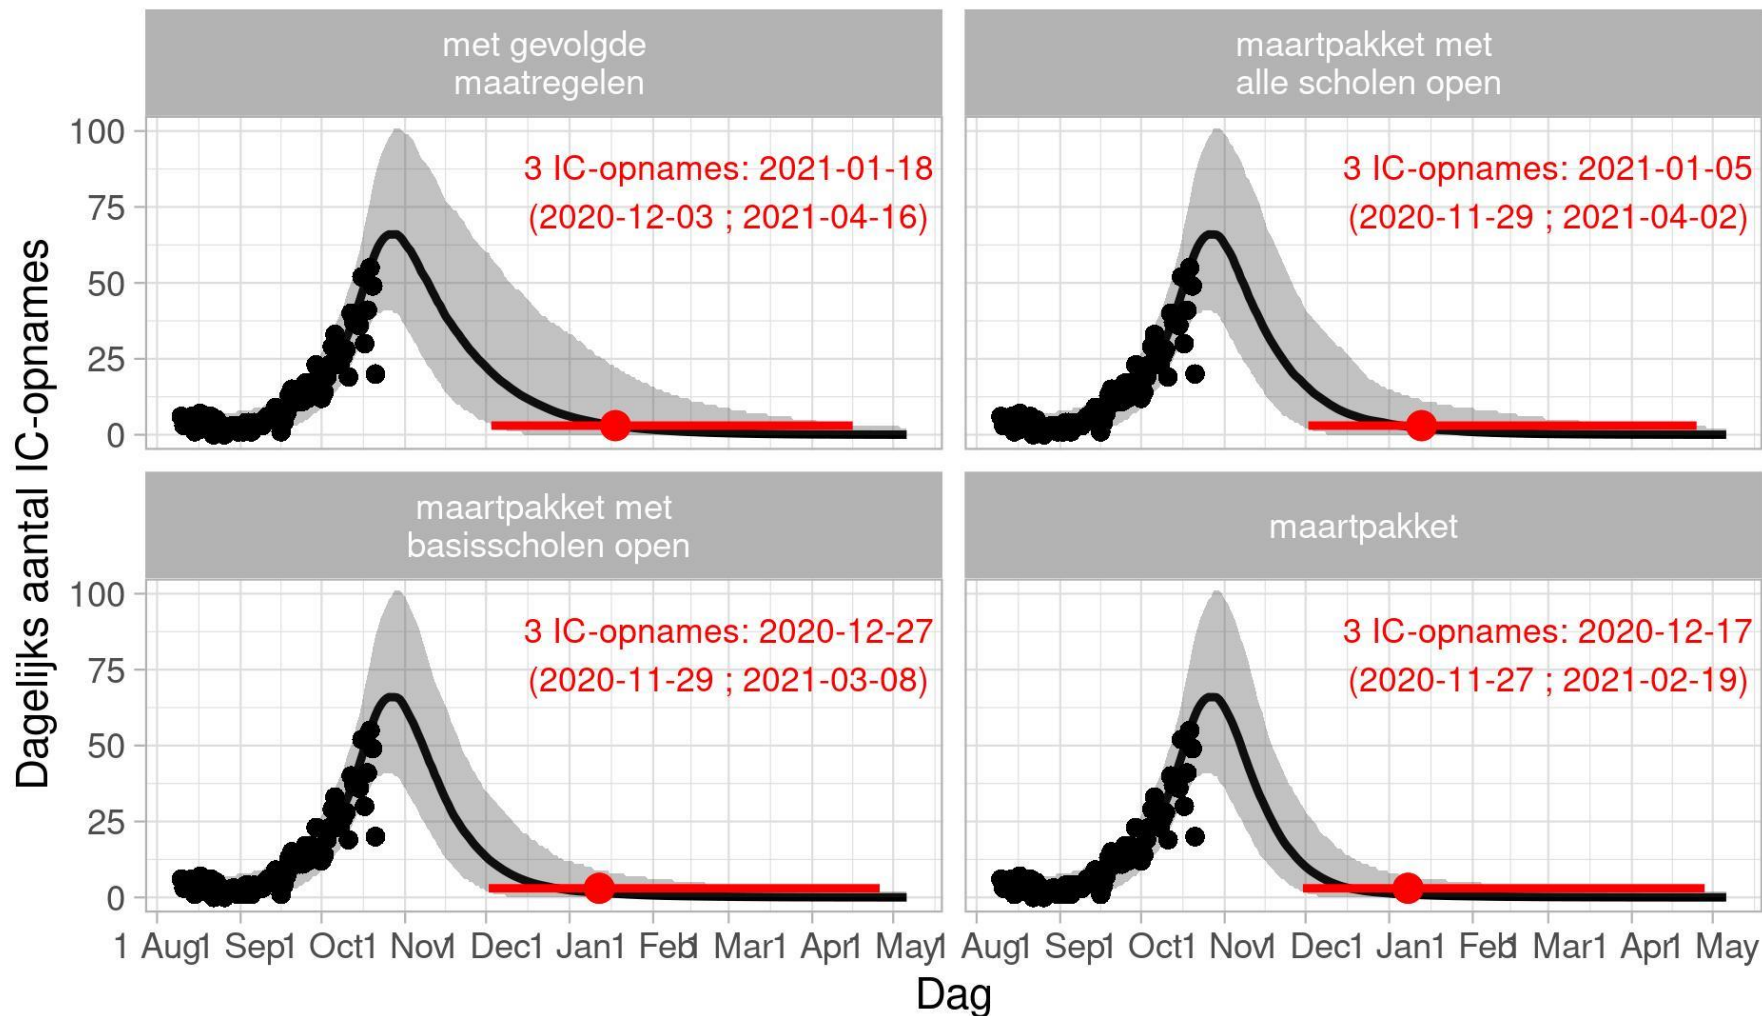 met gevolgde
maatregelen
maartpakket met
alle scholen open
Dagelijks aantal IC-opnames
100
75
50
25
0
3 IC-opnames: 2021-01-18
(2020-12-03 ; 2021-04-16)
3 IC-opnames: 2021-01-05
(2020-11-29 ; 2021-04-02)
maartpakket met
basisscholen open
maartpakket
100
75
50
25
0
3 IC-opnames: 2020-12-27
(2020-11-29 ; 2021-03-08)
3 IC-opnames: 2020-12-17
(2020-11-27 ; 2021-02-19)
1 Aug 1 Sep 1 Oct 1 Nov 1 Dec 1 Jan 1 Feb 1 Mar 1 Apr 1 May
1 Aug 1 Sep 1 Oct 1 Nov 1 Dec 1 Jan 1 Feb 1 Mar 1 Apr 1 May
Dag